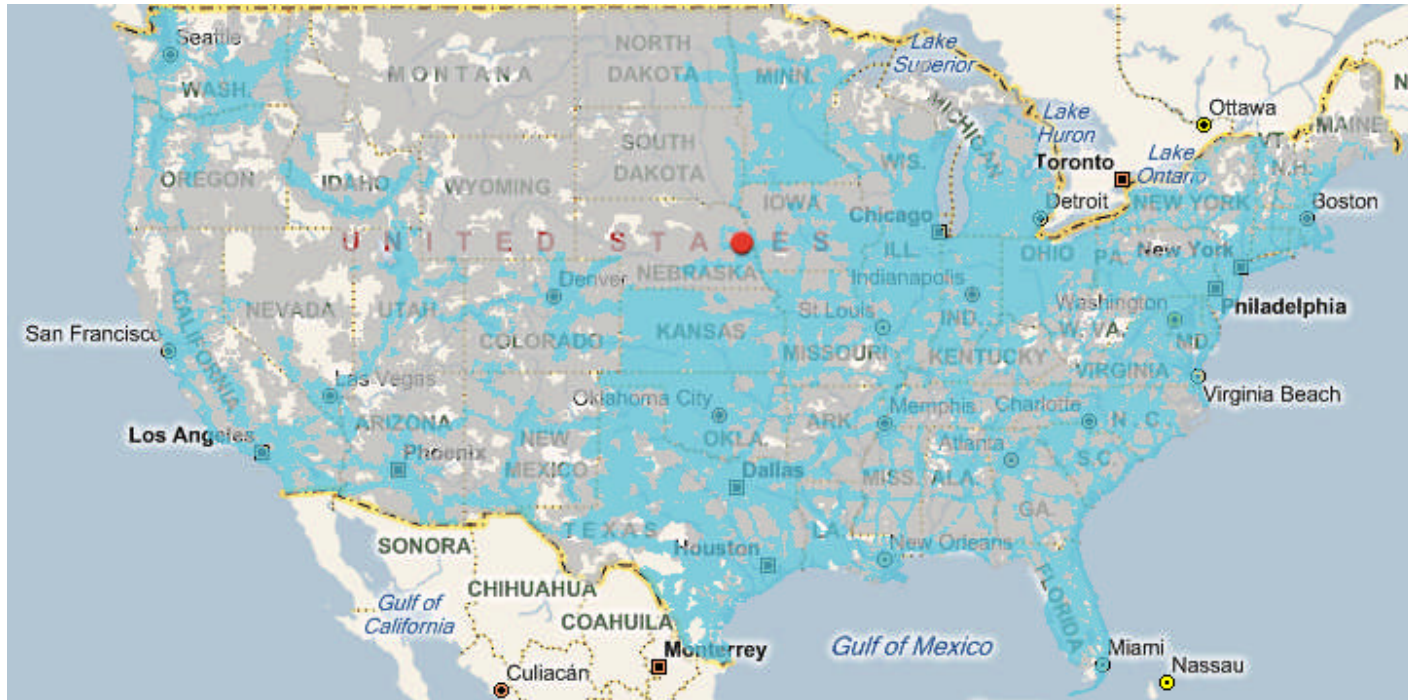 Seattle
WASH.
MONTANA
NORTH
DAKOTA
MINN.
Lake
Superior
MICHIGAN
Lake
Huron
Ottawa
MAINE
VT.
N.H.
OREGON
IDAHO
WYOMING
SOUTH
DAKOTA
WIS.
Toronto
Lake
Ontario
IOWA
Chicago
Detroit
NEW YORK
Boston
UNITED STATES
ILL.
OHIO
PA.
New York
NEBRASKA
Denver
Indianapolis
NEVADA
UTAH
CALIFORNIA
San Francisco
COLORADO
KANSAS
St Louis
IND.
Washington
Philadelphia
W. VA.
MD.
MISSOURI
KENTUCKY
VIRGINIA
Las Vegas
Virginia Beach
Oklahoma City
ARIZONA
ARK.
Memphis
Charlotte
N. C.
Los Angeles
Phoenix
NEW
MEXICO
OKLA.
Atlanta
S.C.
Dallas
MISS.
ALA.
GA.
TEXAS
LA.
SONORA
Houston
New Orleans
CHIHUAHUA
FLORIDA
Gulf of
California
COAHUILA
Monterrey
Gulf of Mexico
Miami
Nassau
Culiacán
N